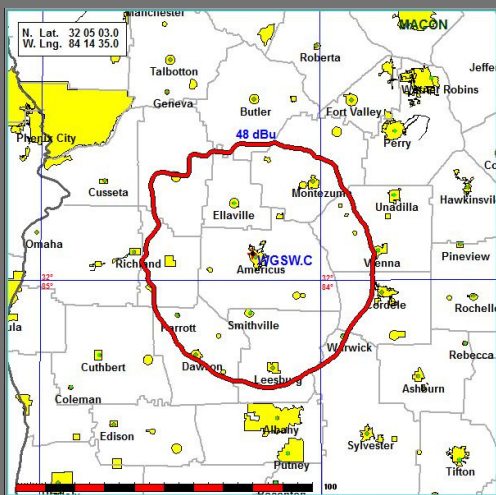 Manchester
MACON
N. Lat. 32 05 03.0
W. Lng. 84 14 35.0
Roberta
Talbotton
Jeffe
Warner Robins
Geneva
Butler
Fort Valley
Phenix City
48 dBu
Perry
Cusseta
Montezuma
Unadilla
Hawkinsvil
Ellaville
Omaha
Richland
WGSW.C
Vienna
Pineview
Americus
32°
85°
32°
84°
Cordele
Rochelle
ula
Parrott
Smithville
Warwick
Rebecca
Cuthbert
Dawson
Leesburg
Ashburn
Coleman
Albany
Edison
Sylvester
Putney
Tifton
100